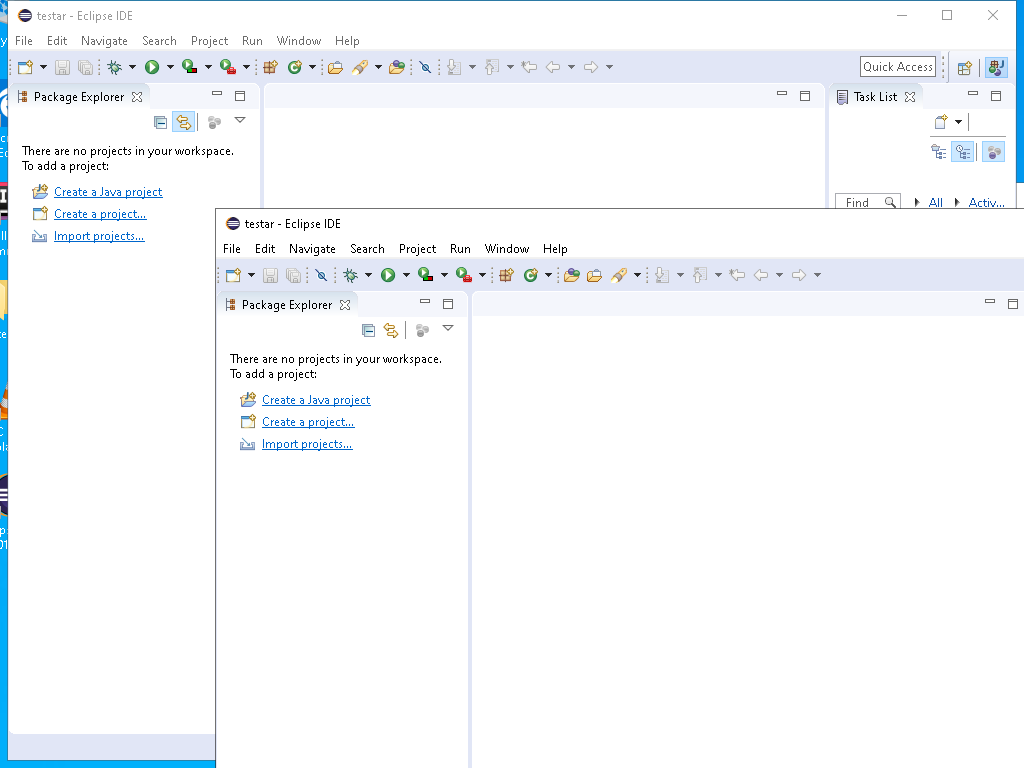 testar - Eclipse IDE
File Edit Navigate Search Project Run Window Help
Quick Access
Package Explorer
Task List
There are no projects in your workspace.
To add a project:
Create a Java project
Create a project...
Import projects...
Find
All
Activ...
testar - Eclipse IDE
File Edit Navigate Search Project Run Window Help
Package Explorer
There are no projects in your workspace.
To add a project:
Create a Java project
Create a project...
Import projects...